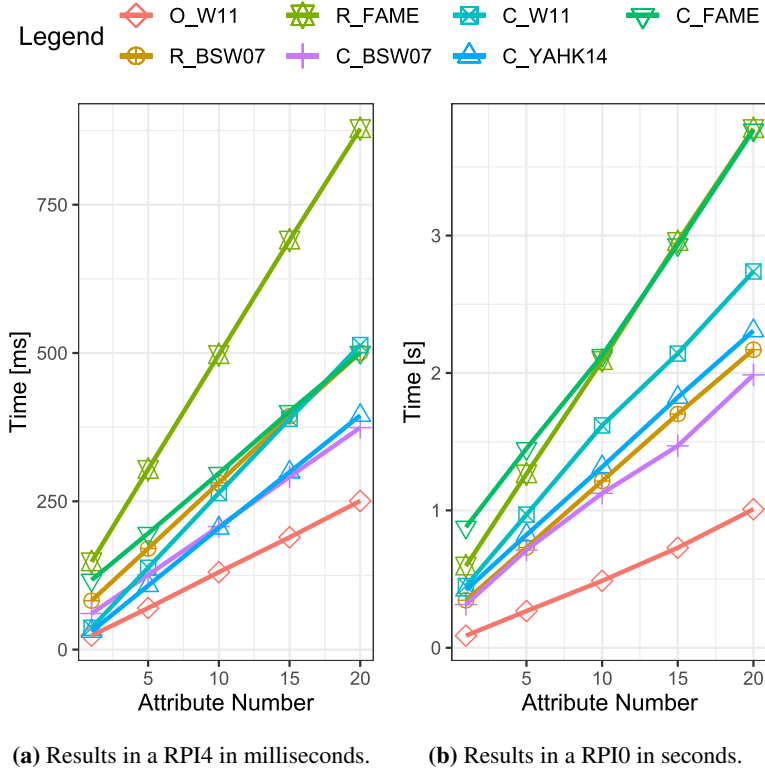 Legend
O_W11 R_FAME C_W11 C_FAME
R_BSW07 C_BSW07 C_YAHK14
Time [ms]
750
500
250
0
5 10 15 20
Attribute Number
Time [s]
3
2
1
0
5 10 15 20
Attribute Number
(a) Results in a RPI4 in milliseconds. (b) Results in a RPI0 in seconds.